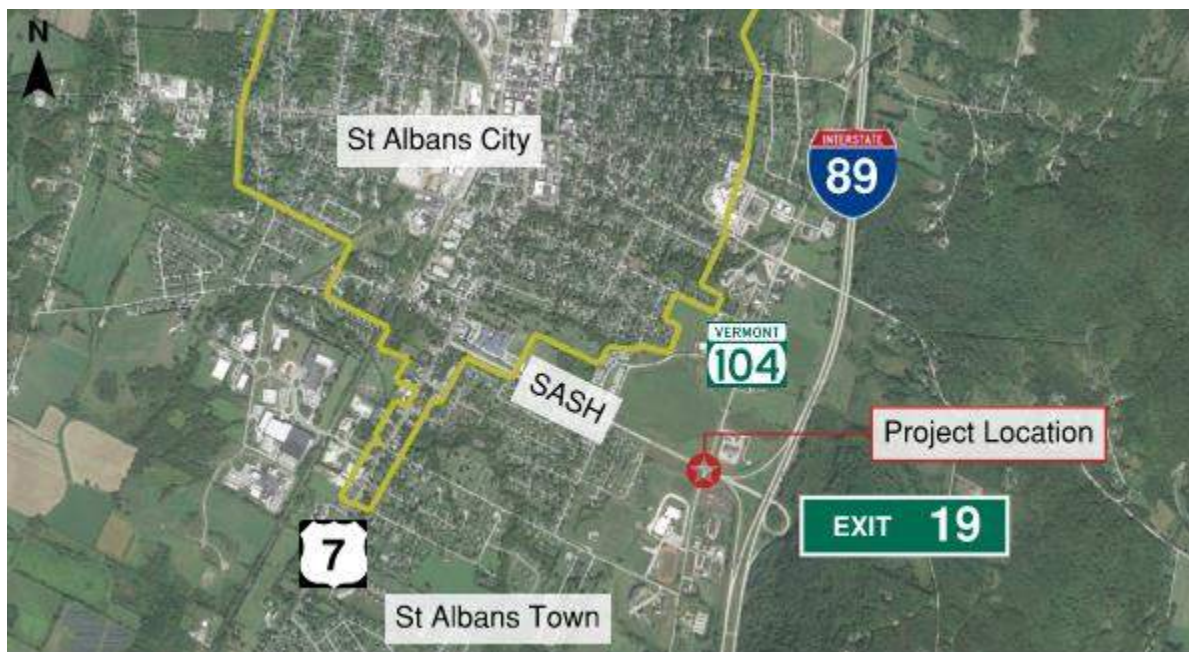 N
St Albans City
INTERSTATE
89
VERMONT
104
SASH
Project Location
EXIT 19
7
St Albans Town